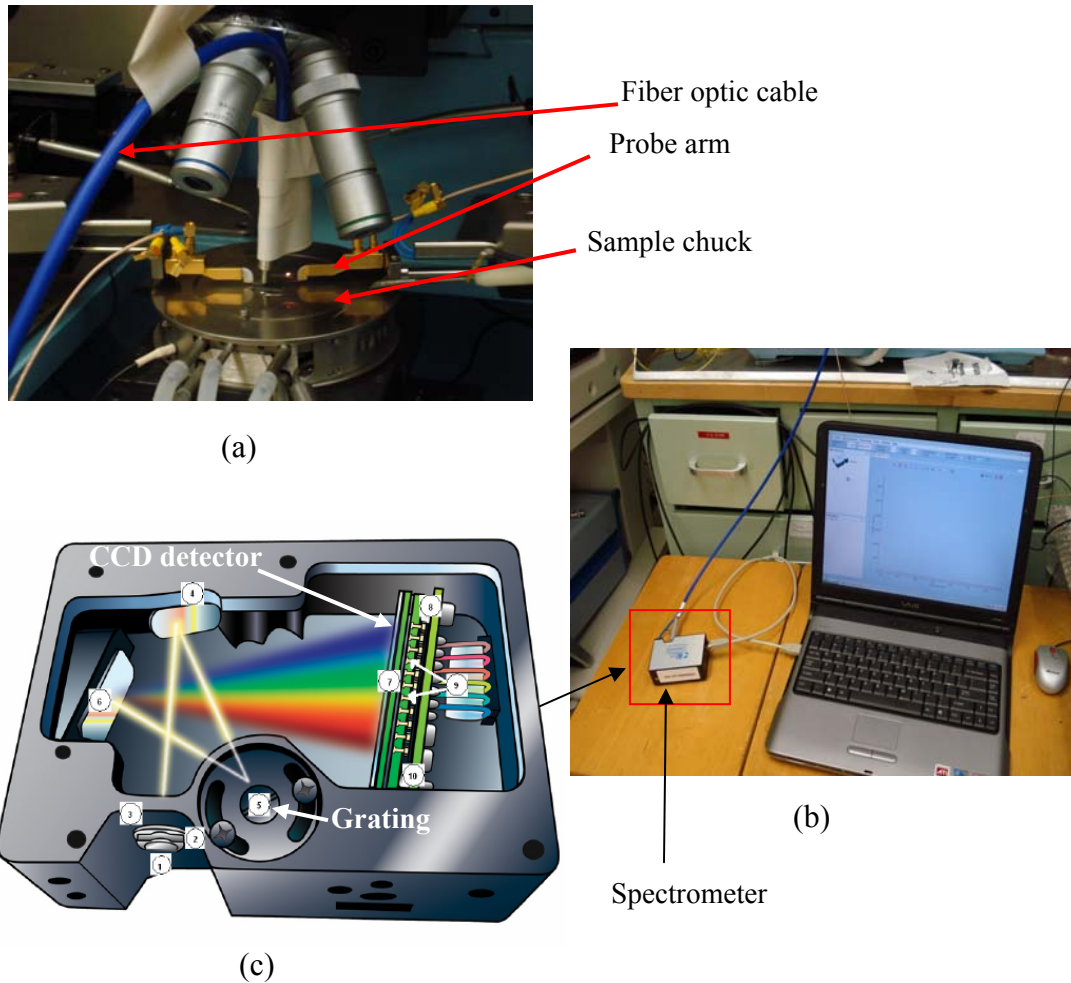 Fiber optic cable
Probe arm
Sample chuck
(a)
CCD detector
4
8
7
9
6
10
5
Grating
3
2
1
(b)
Spectrometer
(c)